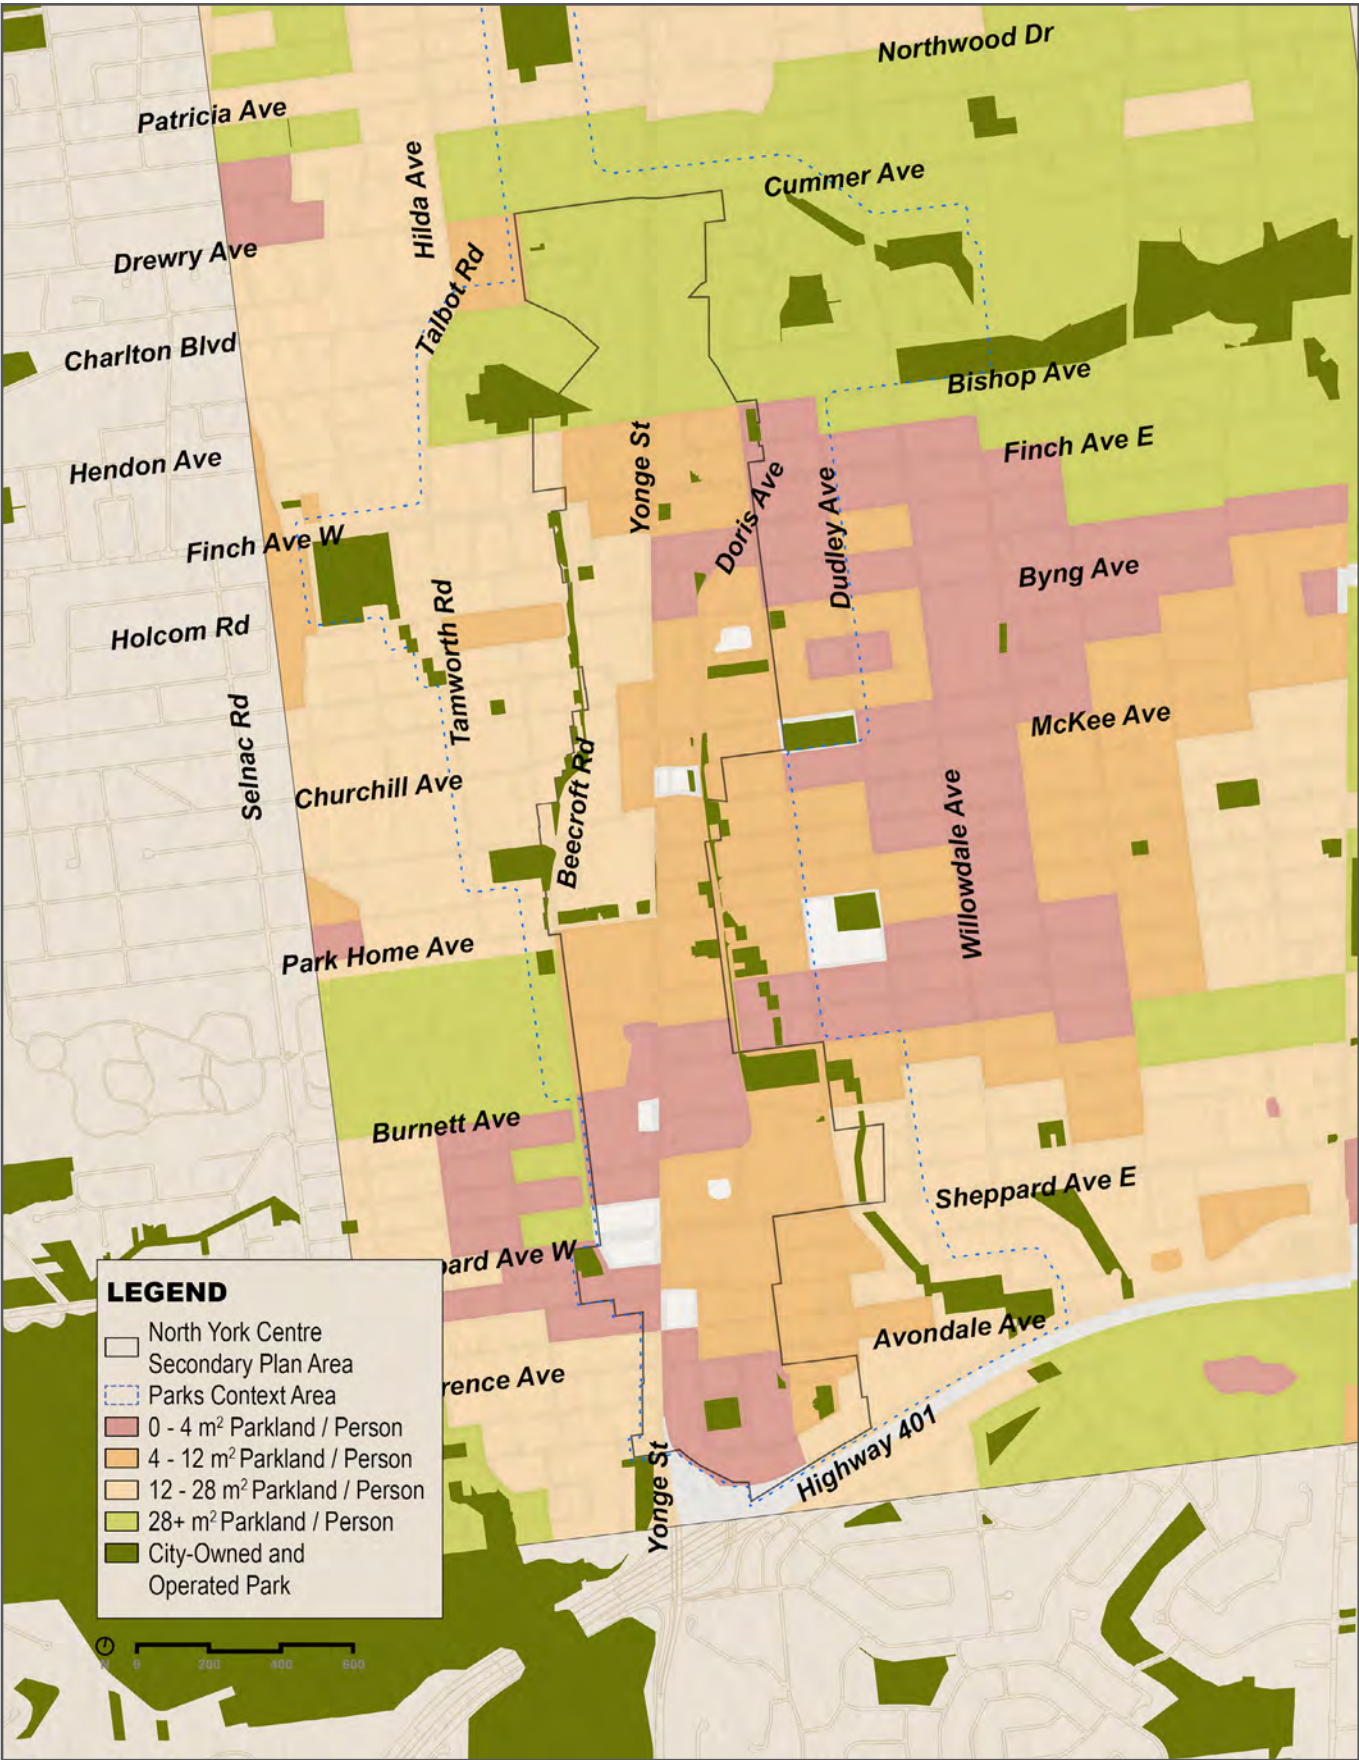 Northwood Dr
Patricia Ave
Cummer Ave
Hilda Ave
Drewry Ave
Talbot Rd
Charlton Blvd
Bishop Ave
Hendon Ave
Yonge St
Finch Ave E
Doris Ave
Dudley Ave
Finch Ave W
Byng Ave
Holcom Rd
Tamworth Rd
Selnac Rd
McKee Ave
Churchill Ave
Beecroft Rd
Willowdale Ave
Park Home Ave
Burnett Ave
Sheppard Ave E
pard Ave W
Avondale Ave
rence Ave
Highway 401
Yonge St
LEGEND
North York Centre
Secondary Plan Area
Parks Context Area
0 - 4 m² Parkland / Person
4 - 12 m² Parkland / Person
12 - 28 m² Parkland / Person
28+ m² Parkland / Person
City-Owned and
Operated Park
N 0 200 400 600